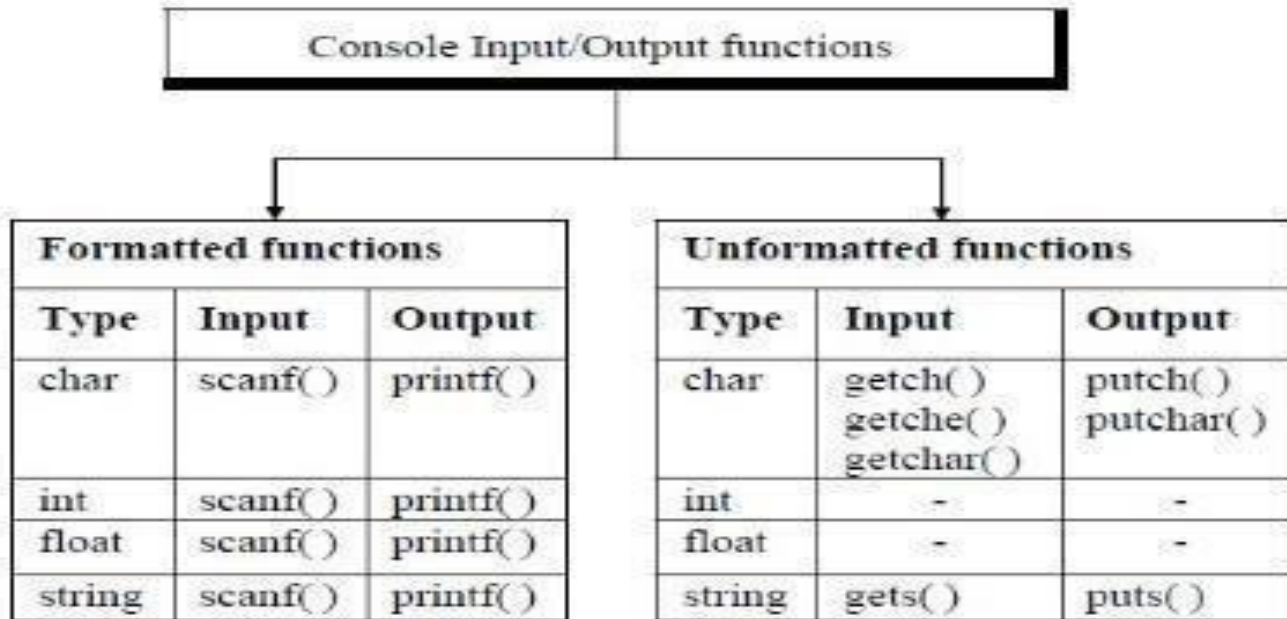 Console Input/Output functions
Formatted functions
Type Input Output
char scanf( ) printf( )
int scanf( ) printf( )
float scanf( ) printf( )
string scanf( ) printf( )
Unformatted functions
Type Input Output
char getch( ) putch( )
getche( ) putchar( )
getchar( )
int - -
float - -
string gets( ) puts( )